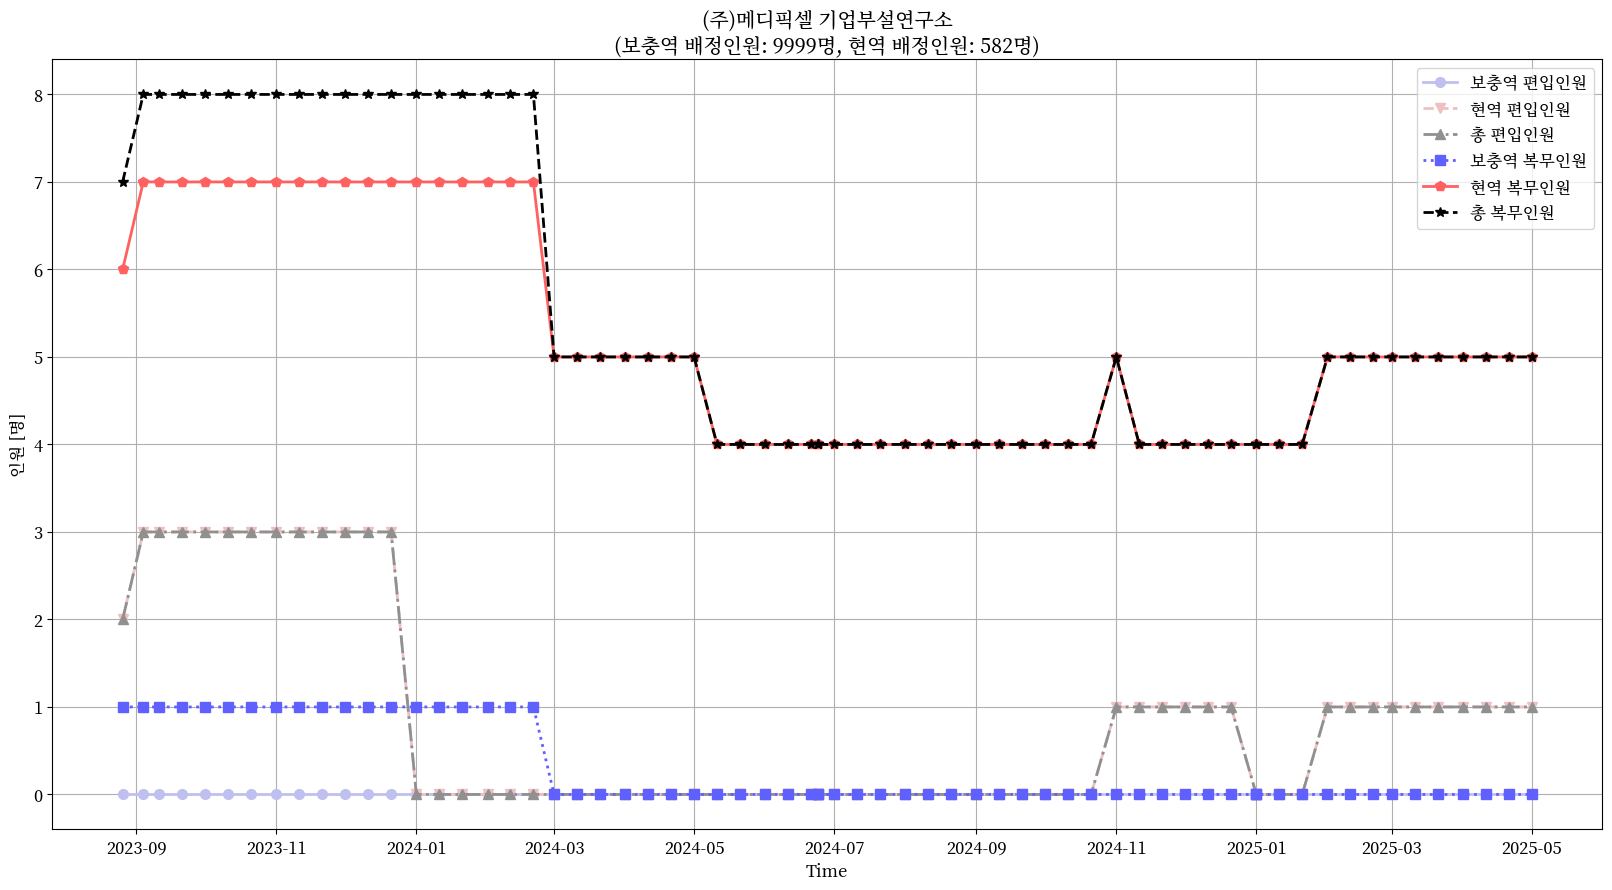 (주)메디픽셀 기업부설연구소
(보충역 배정인원: 9999명, 현역 배정인원: 582명)
보충역 편입인원
현역 편입인원
총 편입인원
보충역 복무인원
현역 복무인원
총 복무인원
인원 [명]
8
7
6
5
4
3
2
1
0
2023-09 2023-11 2024-01 2024-03 2024-05 2024-07 2024-09 2024-11 2025-01 2025-03 2025-05
Time